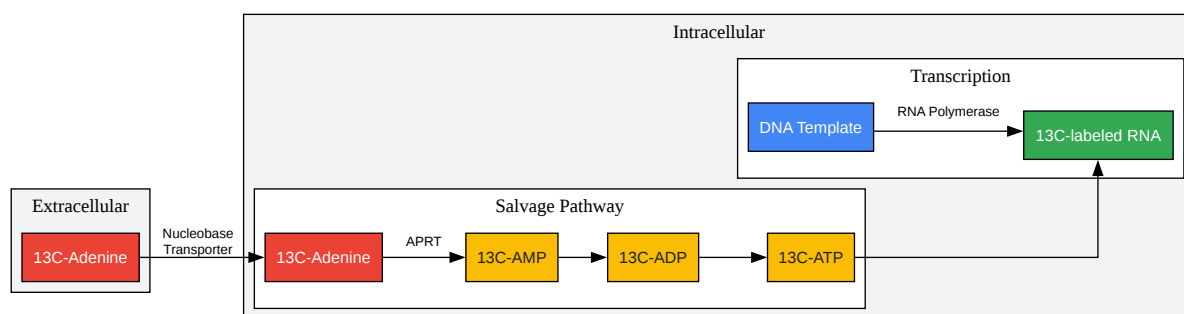 Intracellular
Transcription
RNA Polymerase
DNA Template
13C-labeled RNA
Extracellular
13C-Adenine
Nucleobase
Transporter
Salvage Pathway
13C-Adenine
APRT
13C-AMP
13C-ADP
13C-ATP